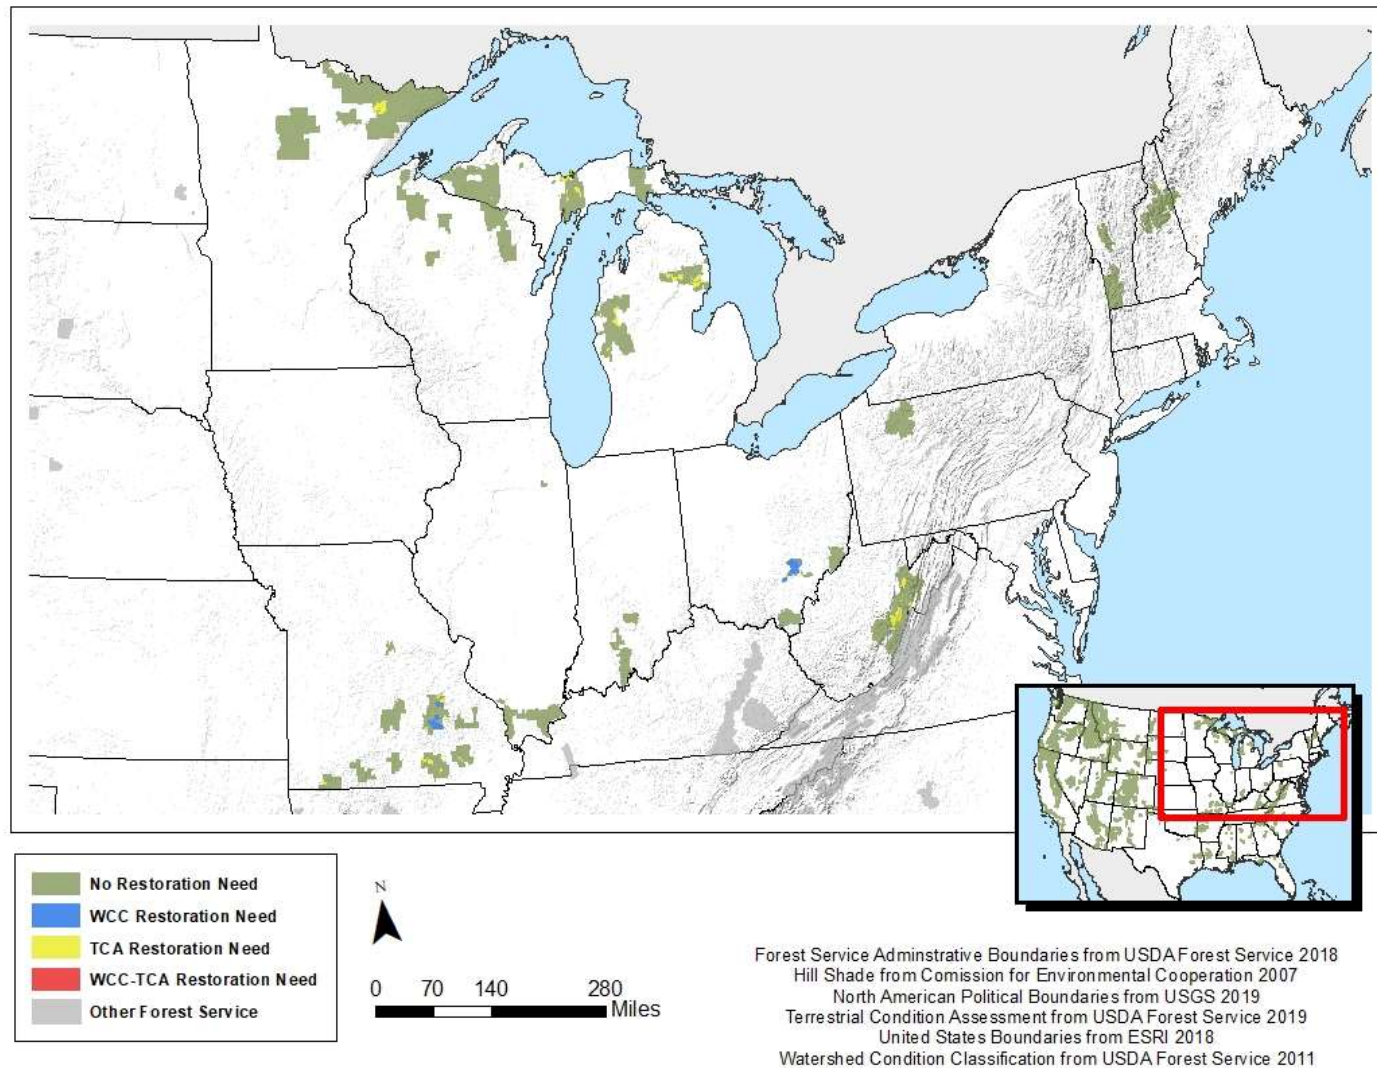 No Restoration Need
WCC Restoration Need
TCA Restoration Need
WCC-TCA Restoration Need
Other Forest Service
N
0 70 140 280
Miles
Forest Service Adminstrative Boundaries from USDA Forest Service 2018
Hill Shade from Comission for Environmental Cooperation 2007
North American Political Boundaries from USGS 2019
Terrestrial Condition Assessment from USDA Forest Service 2019
United States Boundaries from ESRI 2018
Watershed Condition Classification from USDA Forest Service 2011